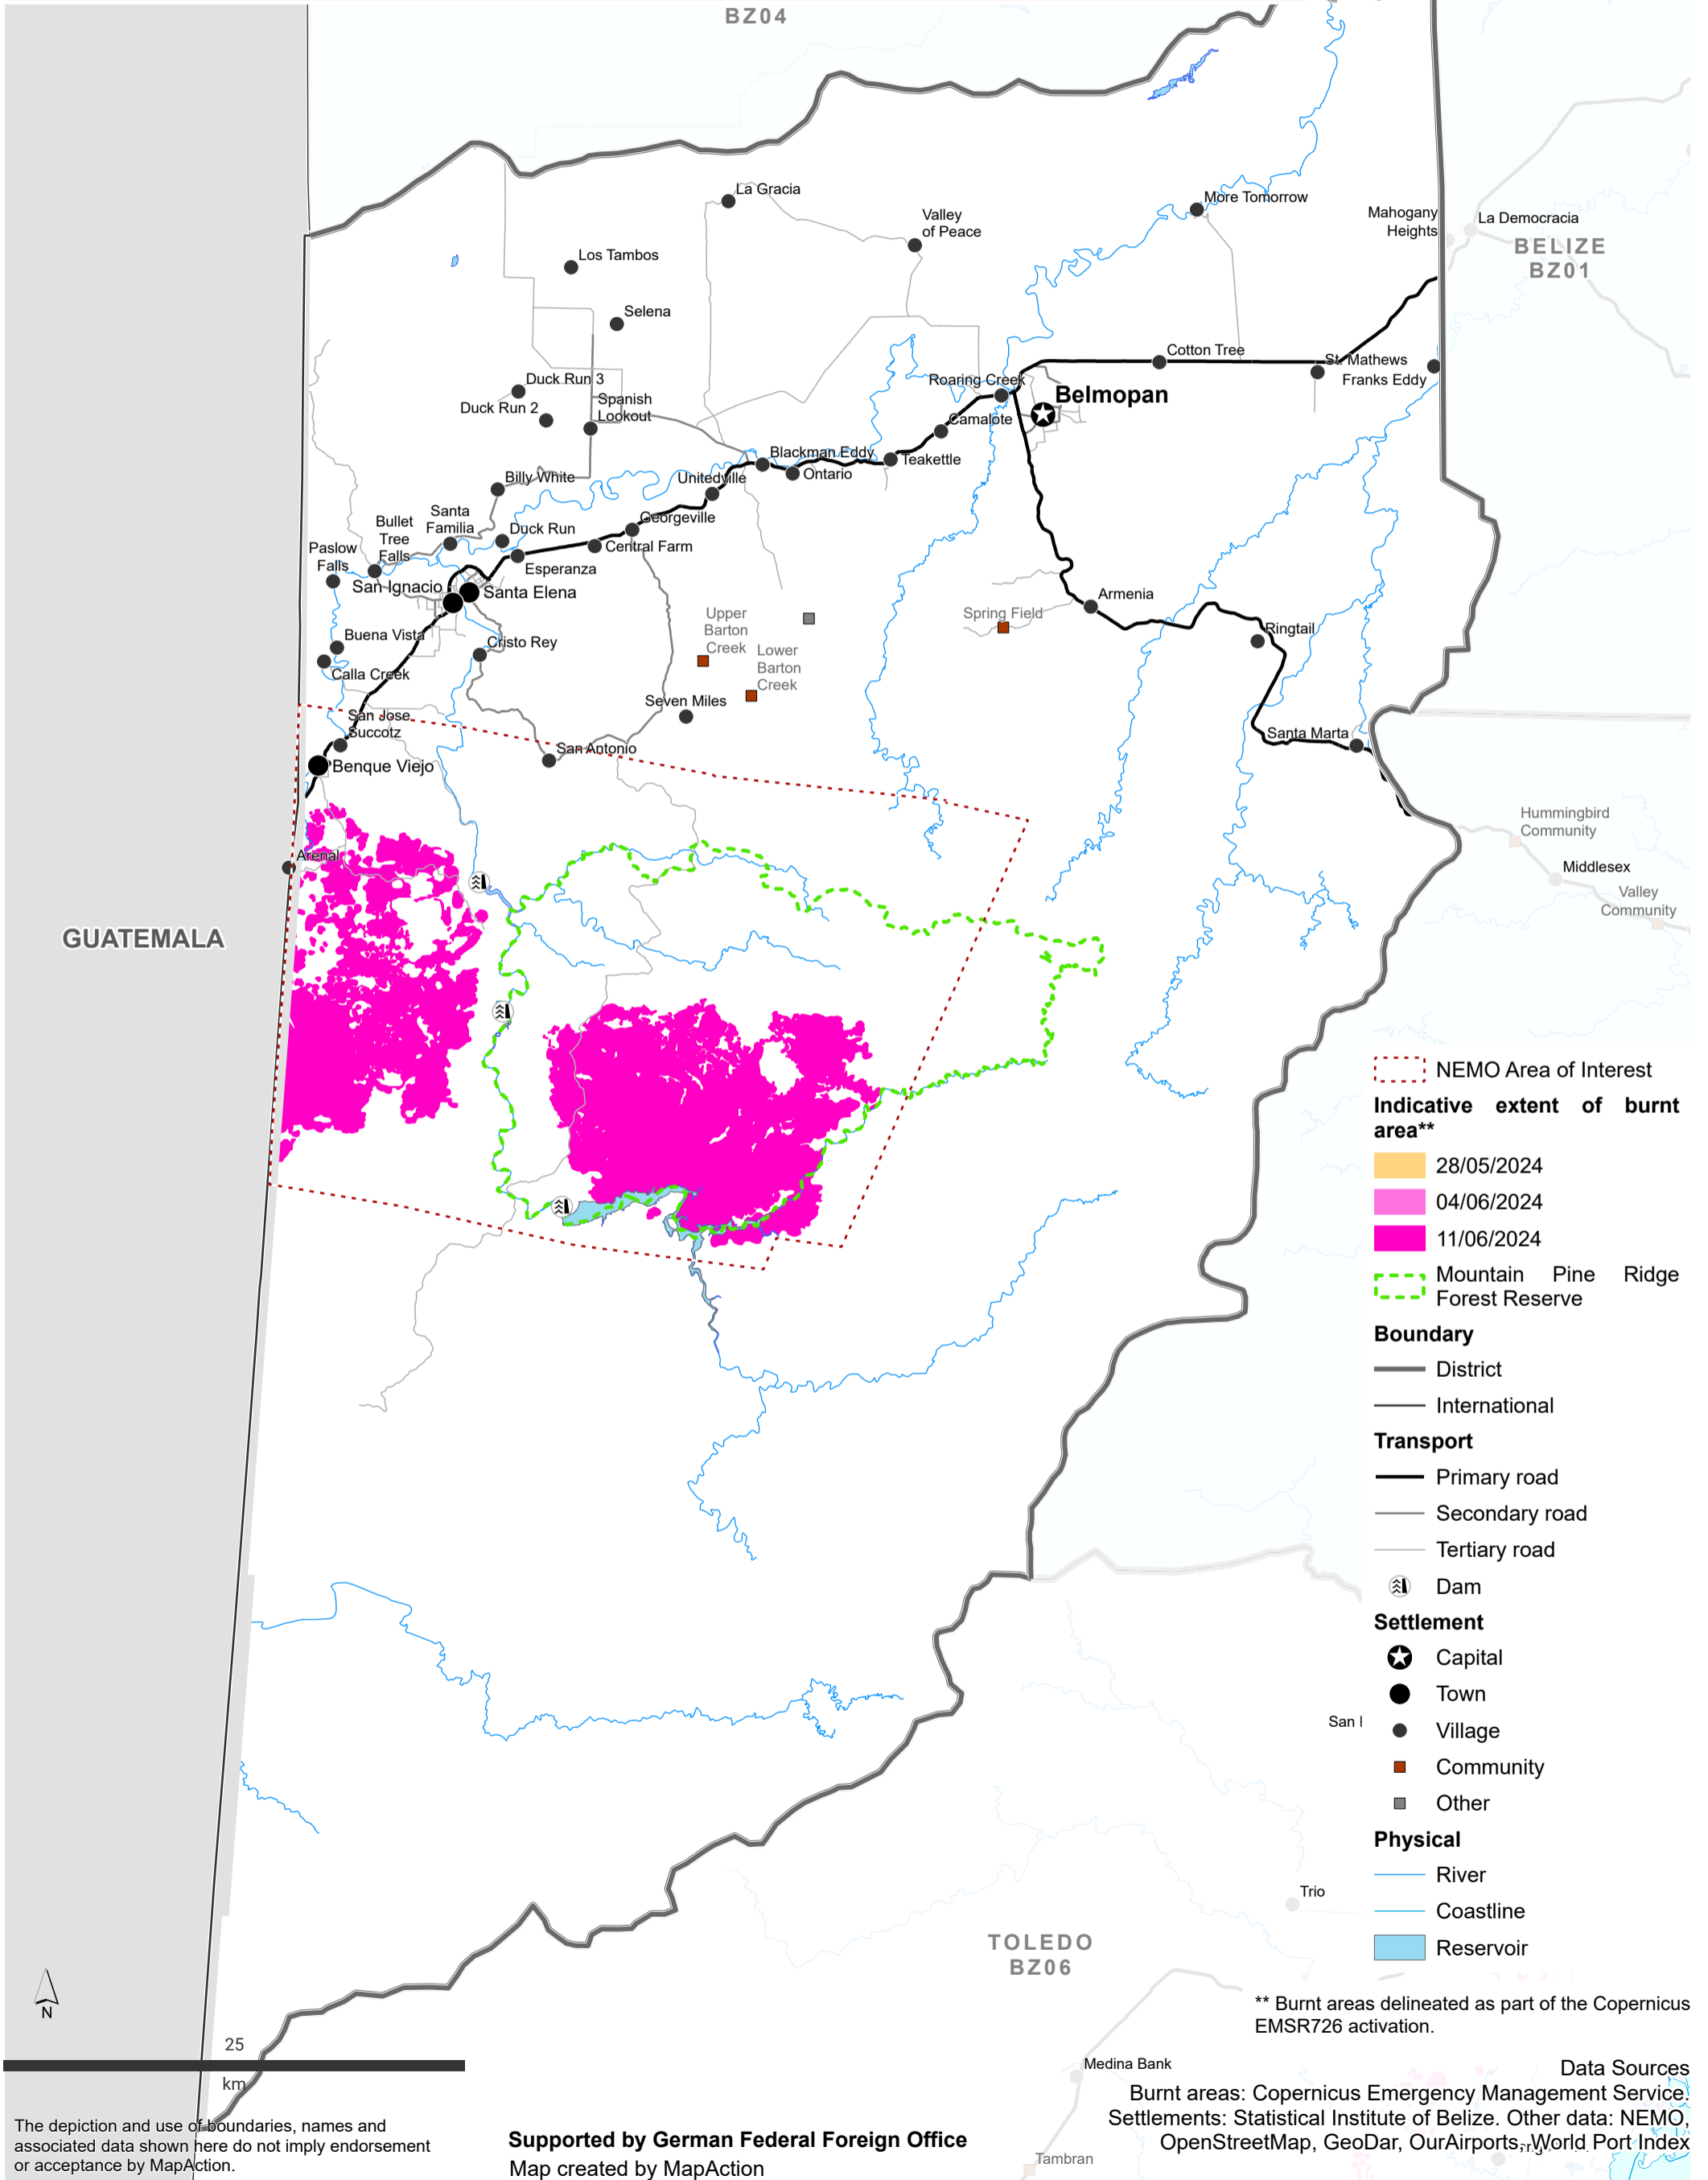 BZ04
La Gracia
More Tomorrow
Valley
of Peace
Mahogany
Heights
La Democracia
BELIZE
BZ01
Los Tambos
Selena
Cotton Tree
St. Mathews
Franks Eddy
Duck Run 3
Roaring Creek
Belmopan
Spanish
Lookout
Duck Run 2
Camalote
Blackman Eddy
Teakettle
Ontario
Unitedville
Billy White
Santa
Familia
Bullet
Tree
Falls
Duck Run
Georgeville
Central Farm
Paslow
Falls
Esperanza
San Ignacio
Santa Elena
Armenia
Upper
Barton
Creek
Spring Field
Ringtail
Buena Vista
Cristo Rey
Lower
Barton
Creek
Calla Creek
Seven Miles
San Jose
Succotz
San Antonio
Santa Marta
Benque Viejo
Hummingbird
Community
Arenal
Middlesex
Valley
Community
GUATEMALA
NEMO Area of Interest
Indicative extent of burnt
area**
28/05/2024
04/06/2024
11/06/2024
Mountain Pine Ridge
Forest Reserve
Boundary
District
International
Transport
Primary road
Secondary road
Tertiary road
Dam
Settlement
Capital
Town
Village
Community
Other
Physical
River
Coastline
Reservoir
Trio
TOLEDO
BZ06
N
** Burnt areas delineated as part of the Copernicus
EMSR726 activation.
25
km
Medina Bank
Data Sources
Burnt areas: Copernicus Emergency Management Service.
Settlements: Statistical Institute of Belize. Other data: NEMO,
OpenStreetMap, GeoDar, OurAirports, World Port Index
The depiction and use of boundaries, names and
associated data shown here do not imply endorsement
or acceptance by MapAction.
Supported by German Federal Foreign Office
Map created by MapAction
Tambran